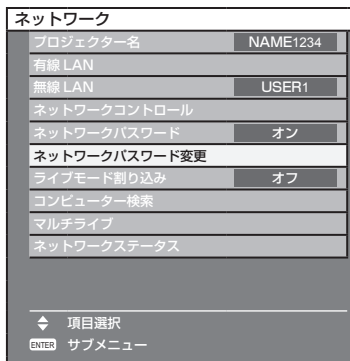 ネットワーク
プロジェクター名 NAME1234
有線 LAN
無線 LAN USER1
ネットワークコントロール
ネットワークパスワード オン
ネットワークパスワード変更
ライブモード割り込み オフ
コンピューター検索
マルチライブ
ネットワークステータス
項目選択
ENTER サブメニュー